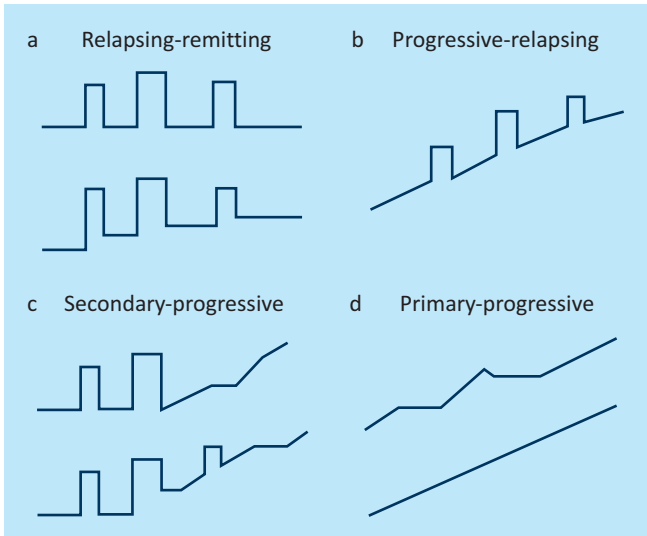 a Relapsing-remitting
b Progressive-relapsing
c Secondary-progressive
d Primary-progressive